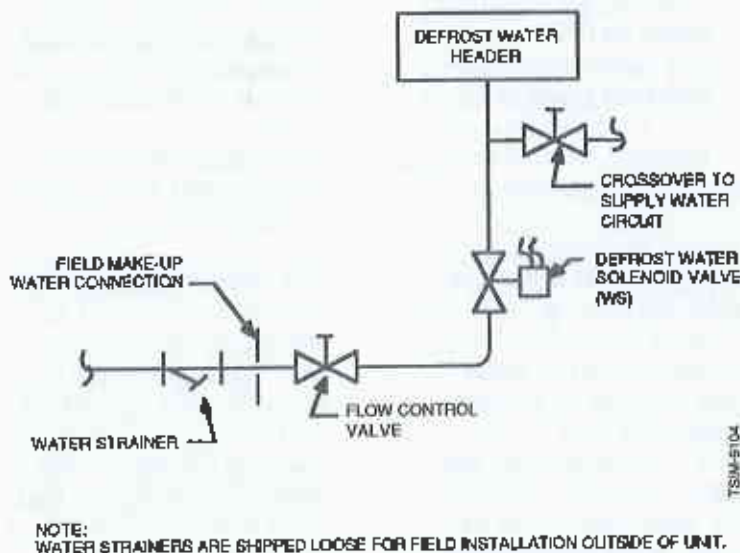 DEFROST WATER
HEADER
CROSSOVER TO
SUPPLY WATER
CIRCUIT
FIELD MAKE-UP
WATER CONNECTION
DEFROST WATER
SOLENOID VALVE
(WS)
FLOW CONTROL
VALVE
WATER STRAINER
TSIM-5104
NOTE:
WATER STRAINERS ARE SHIPPED LOOSE FOR FIELD INSTALLATION OUTSIDE OF UNIT.